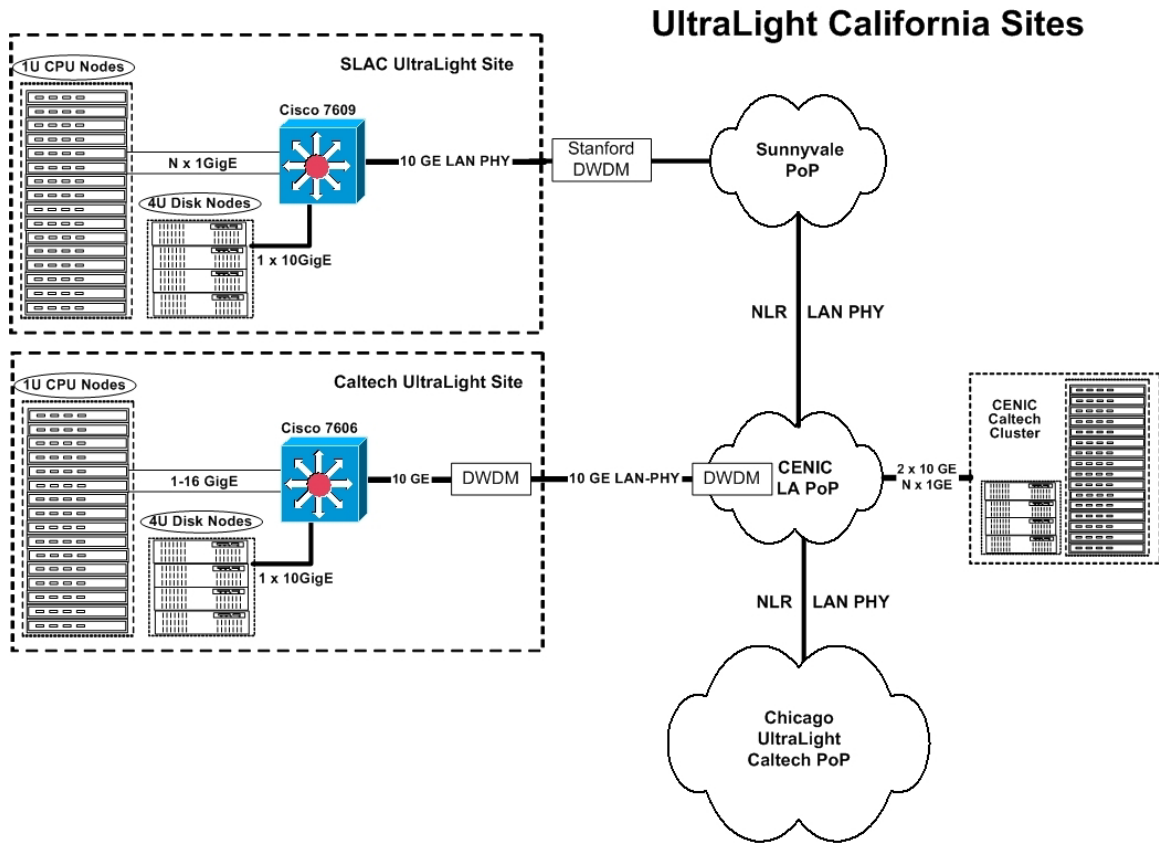 UltraLight California Sites
1U CPU Nodes
SLAC UltraLight Site
Cisco 7609
N x 1GigE
10 GE LAN PHY
Stanford
DWDM
Sunnyvale
PoP
4U Disk Nodes
1 x 10GigE
NLR
LAN PHY
1U CPU Nodes
Caltech UltraLight Site
Cisco 7606
1-16 GigE
10 GE
DWDM
10 GE LAN-PHY
DWDM
CENIC
LA PoP
2 x 10 GE
N x 1GE
CENIC
Caltech
Cluster
4U Disk Nodes
1 x 10GigE
NLR
LAN PHY
Chicago
UltraLight
Caltech PoP